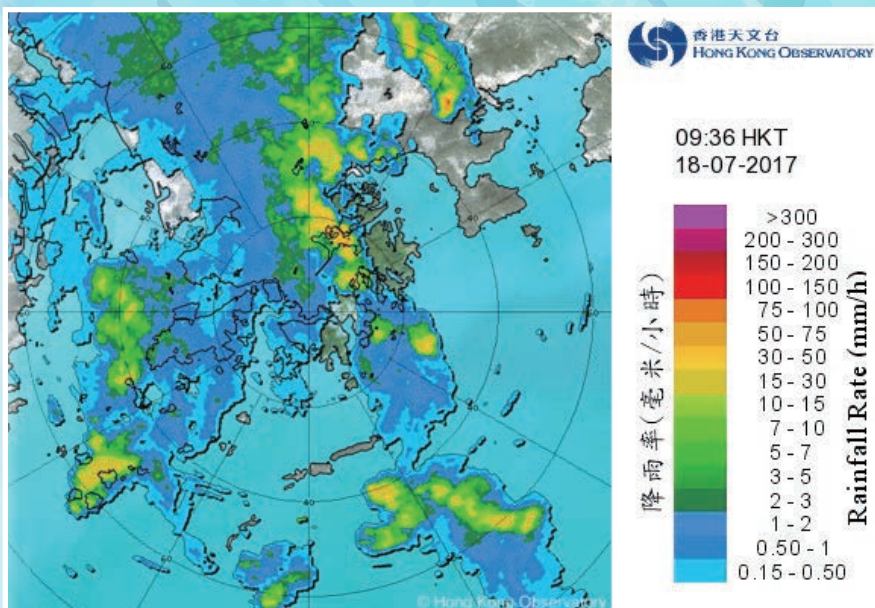 香港天文台
HONG KONG OBSERVATORY
09:36 HKT
18-07-2017
降雨率(毫米/小時)
>300
200 - 300
150 - 200
100 - 150
75 - 100
50 - 75
30 - 50
15 - 30
10 - 15
7 - 10
5 - 7
3 - 5
2 - 3
1 - 2
0.50 - 1
0.15 - 0.50
Rainfall Rate (mm/h)
© Hong Kong Observatory